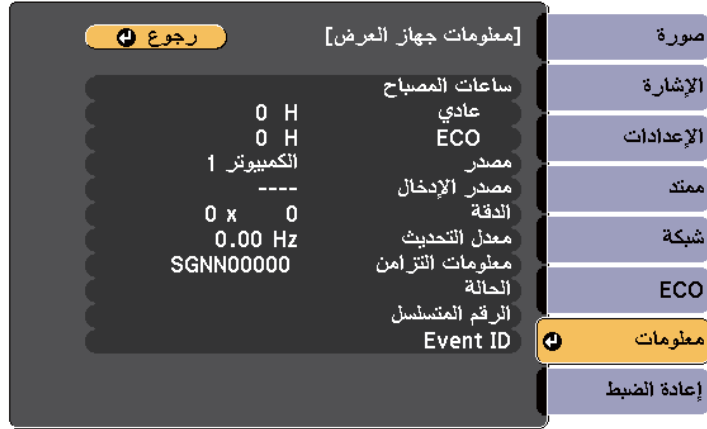 [معلومات جهاز العرض]
رجوع
ساعات المصباح
عادي 0 H
ECO 0 H
مصدر الكمبيوتر 1
مصدر الإدخال ----
الدقة 0 x 0
معدل التحديث 0.00 Hz
معلومات التزامن SGNN00000
الحالة
الرقم المتسلسل
Event ID
صورة
الإشارة
الإعدادات
ممتد
شبكة
ECO
معلومات
إعادة الضبط